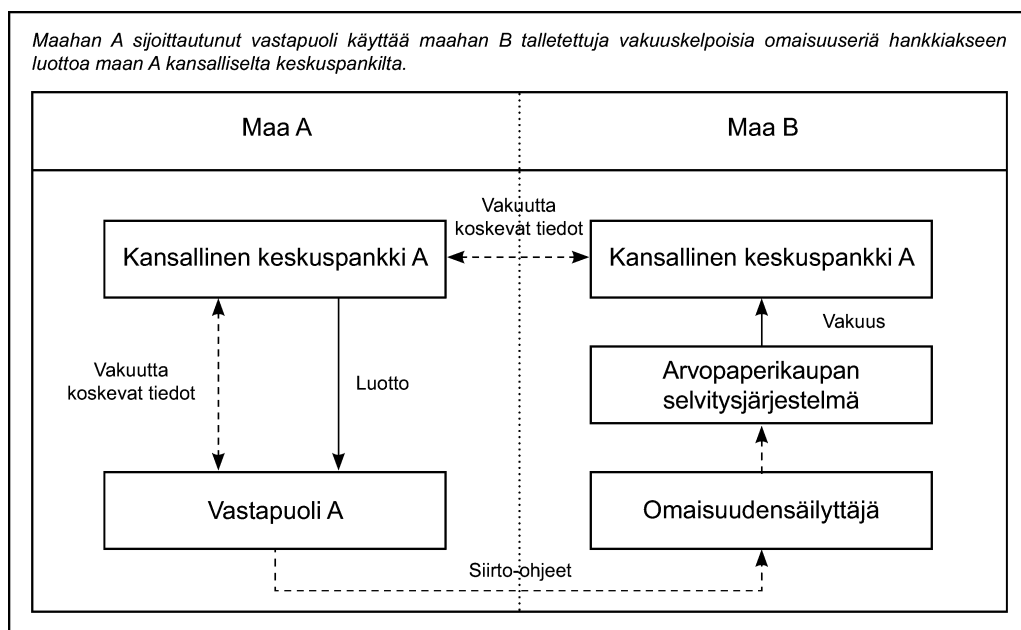 Maahan A sijoittautunut vastapuoli käyttää maahan B talletettuja vakuuskelpoisia omaisuuseriä hankkiakseen
luottoa maan A kansalliselta keskuspankilta.
Maa A
Maa B
Vakuutta
koskevat tiedot
Kansallinen keskuspankki A
Kansallinen keskuspankki A
Vakuus
Vakuutta
koskevat tiedot
Luotto
Arvopaperikaupan
selvitysjärjestelmä
Vastapuoli A
Omaisuudensäilyttäjä
Siirto-ohjeet